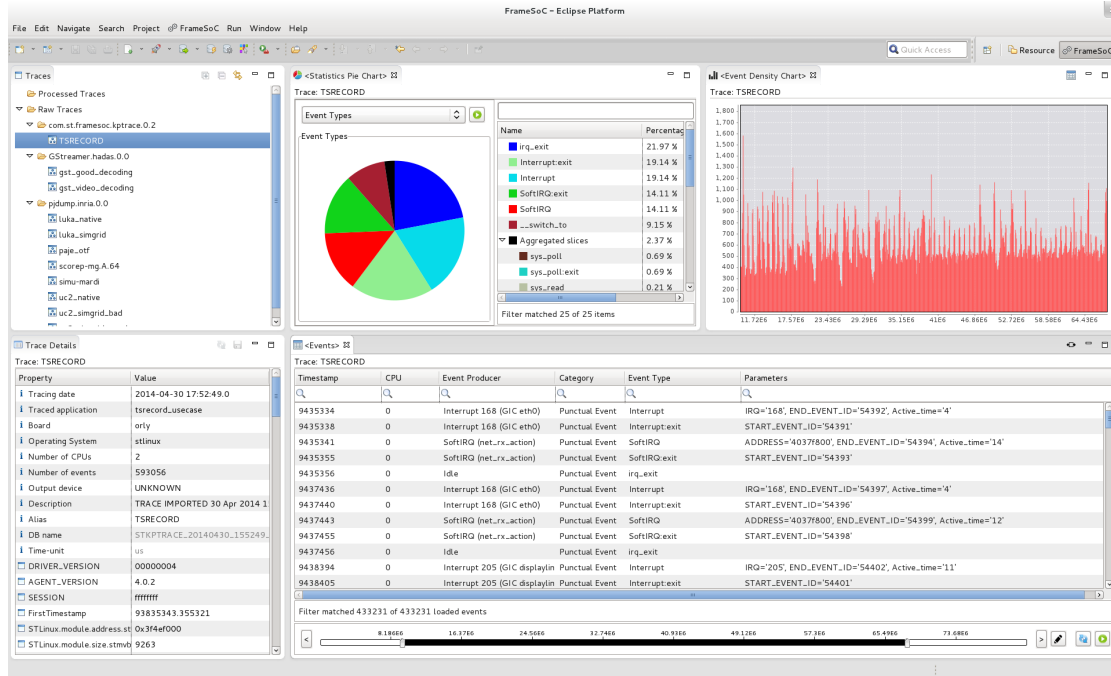 FrameSoC - Eclipse Platform
File Edit Navigate Search Project FrameSoC Run Window Help
Quick Access
Resource
FrameSoC
Traces
Processed Traces
Raw Traces
com.st.framesoc.kptrace.0.2
TSRECORD
GStreamer.hadas.0.0
gst_good_decoding
gst_video_decoding
pjdump.inria.0.0
luka_native
luka_simgrid
paje_otf
scorep-mg.A.64
simu-mardi
uc2_native
uc2_simgrid_bad
<Statistics Pie Chart>
Trace: TSRECORD
Event Types
Event Types
Name Percentag
irq_exit 21.97 %
Interrupt:exit 19.14 %
Interrupt 19.14 %
SoftIRQ:exit 14.11 %
SoftIRQ 14.11 %
__switch_to 9.15 %
Aggregated slices 2.37 %
sys_poll 0.69 %
sys_poll:exit 0.69 %
sys_read 0.21 %
Filter matched 25 of 25 items
<Event Density Chart>
Trace: TSRECORD
1,800
1,700
1,600
1,500
1,400
1,300
1,200
1,100
1,000
900
800
700
600
500
400
300
200
100
0
11.72E6 17.57E6 23.43E6 29.29E6 35.15E6 41E6 46.86E6 52.72E6 58.58E6 64.43E6
Trace Details
Trace: TSRECORD
Property Value
Tracing date 2014-04-30 17:52:49.0
Traced application tsrecord_usecase
Board orly
Operating System stlinux
Number of CPUs 2
Number of events 593056
Output device UNKNOWN
Description TRACE IMPORTED 30 Apr 2014 1
Alias TSRECORD
DB name STKPTRACE_20140430_155249_
Time-unit us
DRIVER_VERSION 00000004
AGENT_VERSION 4.0.2
SESSION ffffffff
FirstTimestamp 93835343.355321
STLinux.module.address.st 0x3f4ef000
STLinux.module.size.stmvb 9263
<Events>
Trace: TSRECORD
Timestamp CPU Event Producer Category Event Type Parameters
9435334 0 Interrupt 168 (GIC eth0) Punctual Event Interrupt IRQ='168', END_EVENT_ID='54392', Active_time='4'
9435338 0 Interrupt 168 (GIC eth0) Punctual Event Interrupt:exit START_EVENT_ID='54391'
9435341 0 SoftIRQ (net_rx_action) Punctual Event SoftIRQ ADDRESS='4037f800', END_EVENT_ID='54394', Active_time='14'
9435355 0 SoftIRQ (net_rx_action) Punctual Event SoftIRQ:exit START_EVENT_ID='54393'
9435356 0 Idle Punctual Event irq_exit
9437436 0 Interrupt 168 (GIC eth0) Punctual Event Interrupt IRQ='168', END_EVENT_ID='54397', Active_time='4'
9437440 0 Interrupt 168 (GIC eth0) Punctual Event Interrupt:exit START_EVENT_ID='54396'
9437443 0 SoftIRQ (net_rx_action) Punctual Event SoftIRQ ADDRESS='4037f800', END_EVENT_ID='54399', Active_time='12'
9437455 0 SoftIRQ (net_rx_action) Punctual Event SoftIRQ:exit START_EVENT_ID='54398'
9437456 0 Idle Punctual Event irq_exit
9438394 0 Interrupt 205 (GIC displaylin Punctual Event Interrupt IRQ='205', END_EVENT_ID='54402', Active_time='11'
9438405 0 Interrupt 205 (GIC displaylin Punctual Event Interrupt:exit START_EVENT_ID='54401'
Filter matched 433231 of 433231 loaded events
< 8.186E6 16.37E6 24.56E6 32.74E6 40.93E6 49.12E6 57.3E6 65.49E6 73.68E6 >